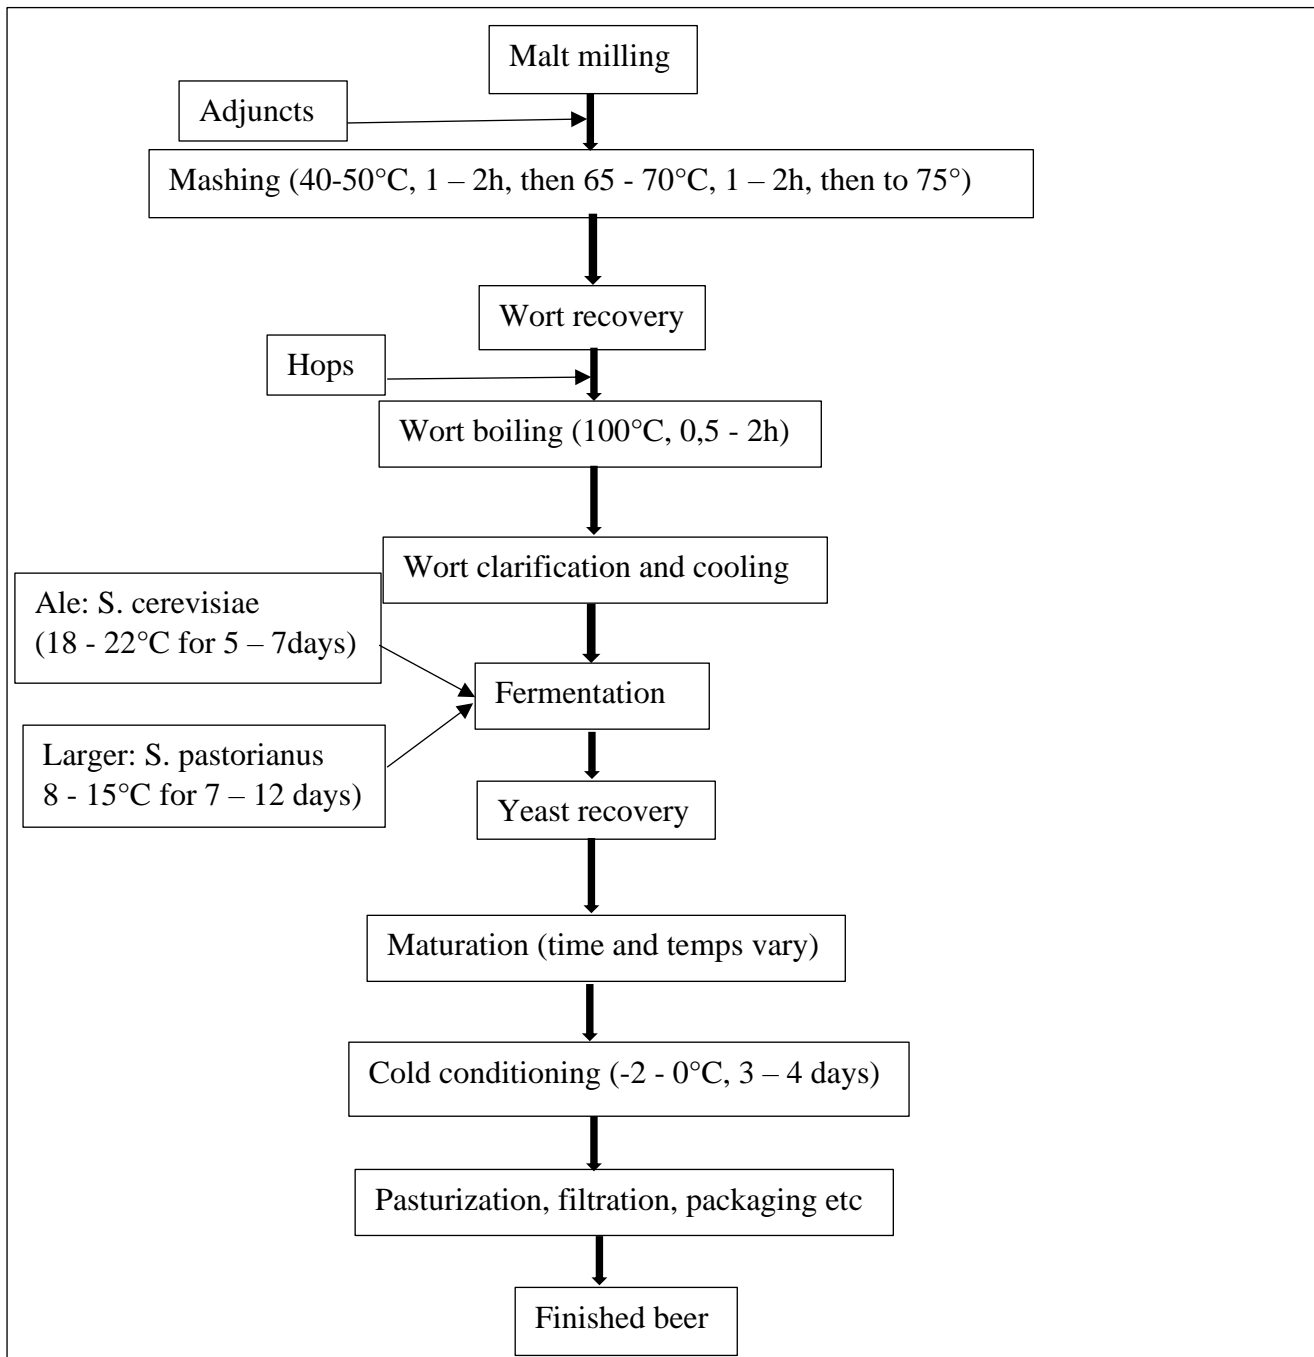 Malt milling
Adjuncts
Mashing (40-50°C, 1 – 2h, then 65 - 70°C, 1 – 2h, then to 75°)
Wort recovery
Hops
Wort boiling (100°C, 0,5 - 2h)
Wort clarification and cooling
Ale: S. cerevisiae
(18 - 22°C for 5 – 7days)
Fermentation
Larger: S. pastorianus
8 - 15°C for 7 – 12 days)
Yeast recovery
Maturation (time and temps vary)
Cold conditioning (-2 - 0°C, 3 – 4 days)
Pasturization, filtration, packaging etc
Finished beer